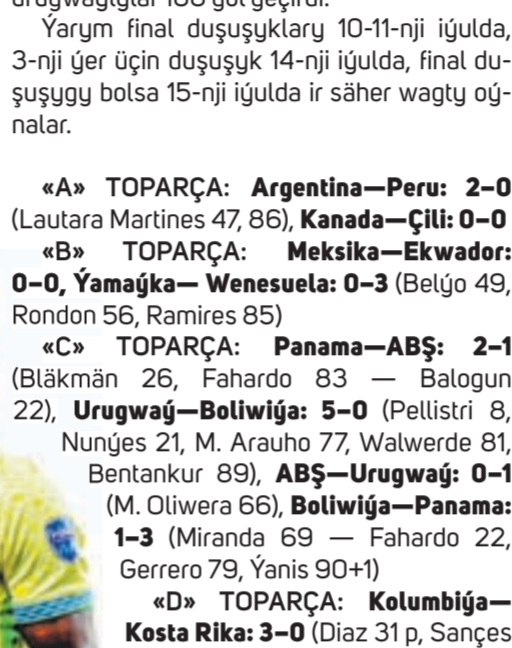 urugwaýlylar 108 gol geçirdi.
Ýarym final duşuşyklary 10-11-nji iýulda,
3-nji ýer üçin duşuşyk 14-nji iýulda, final du-
şuşygy bolsa 15-nji iýulda ir säher wagty oý-
nalar.
«A» TOPARÇA: Argentina—Peru: 2–0
(Lautara Martines 47, 86), Kanada—Çili: 0–0
«B» TOPARÇA: Meksika—Ekwador:
0–0, Ýamaýka— Wenesuela: 0–3 (Belýo 49,
Rondon 56, Ramires 85)
«C» TOPARÇA: Panama—ABŞ: 2–1
(Bläkmän 26, Fahardo 83 — Balogun
22), Urugwaý—Boliwiýa: 5–0 (Pellistri 8,
Nunýes 21, M. Arauho 77, Walwerde 81,
Bentankur 89), ABŞ—Urugwaý: 0–1
(M. Oliwera 66), Boliwiýa—Panama:
1–3 (Miranda 69 — Fahardo 22,
Gerrero 79, Ýanis 90+1)
«D» TOPARÇA: Kolumbiýa—
Kosta Rika: 3–0 (Diaz 31 p, Sançes